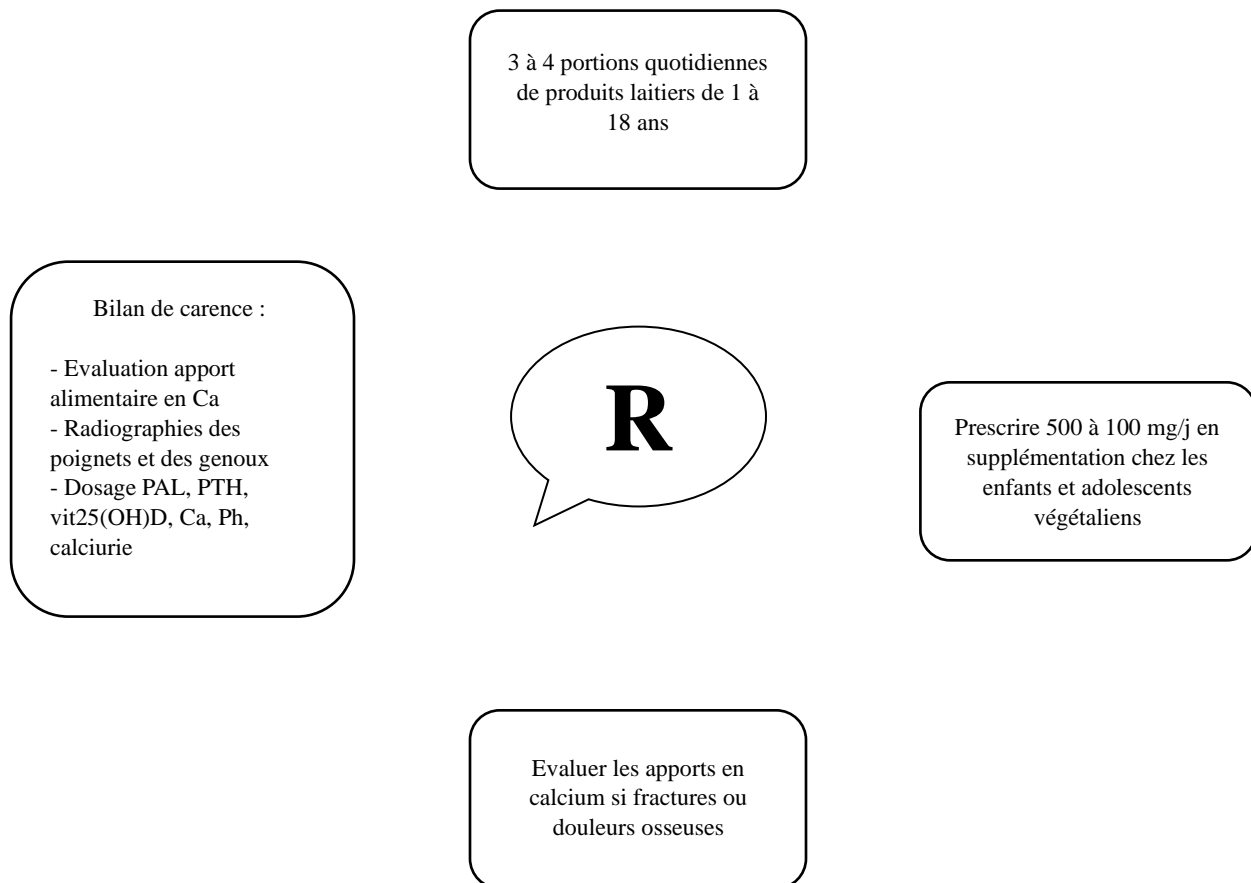 3 à 4 portions quotidiennes
de produits laitiers de 1 à
18 ans
Bilan de carence :
- Evaluation apport
alimentaire en Ca
- Radiographies des
poignets et des genoux
- Dosage PAL, PTH,
vit25(OH)D, Ca, Ph,
calciurie
R
Prescrire 500 à 100 mg/j en
supplémentation chez les
enfants et adolescents
végétaliens
Evaluer les apports en
calcium si fractures ou
douleurs osseuses